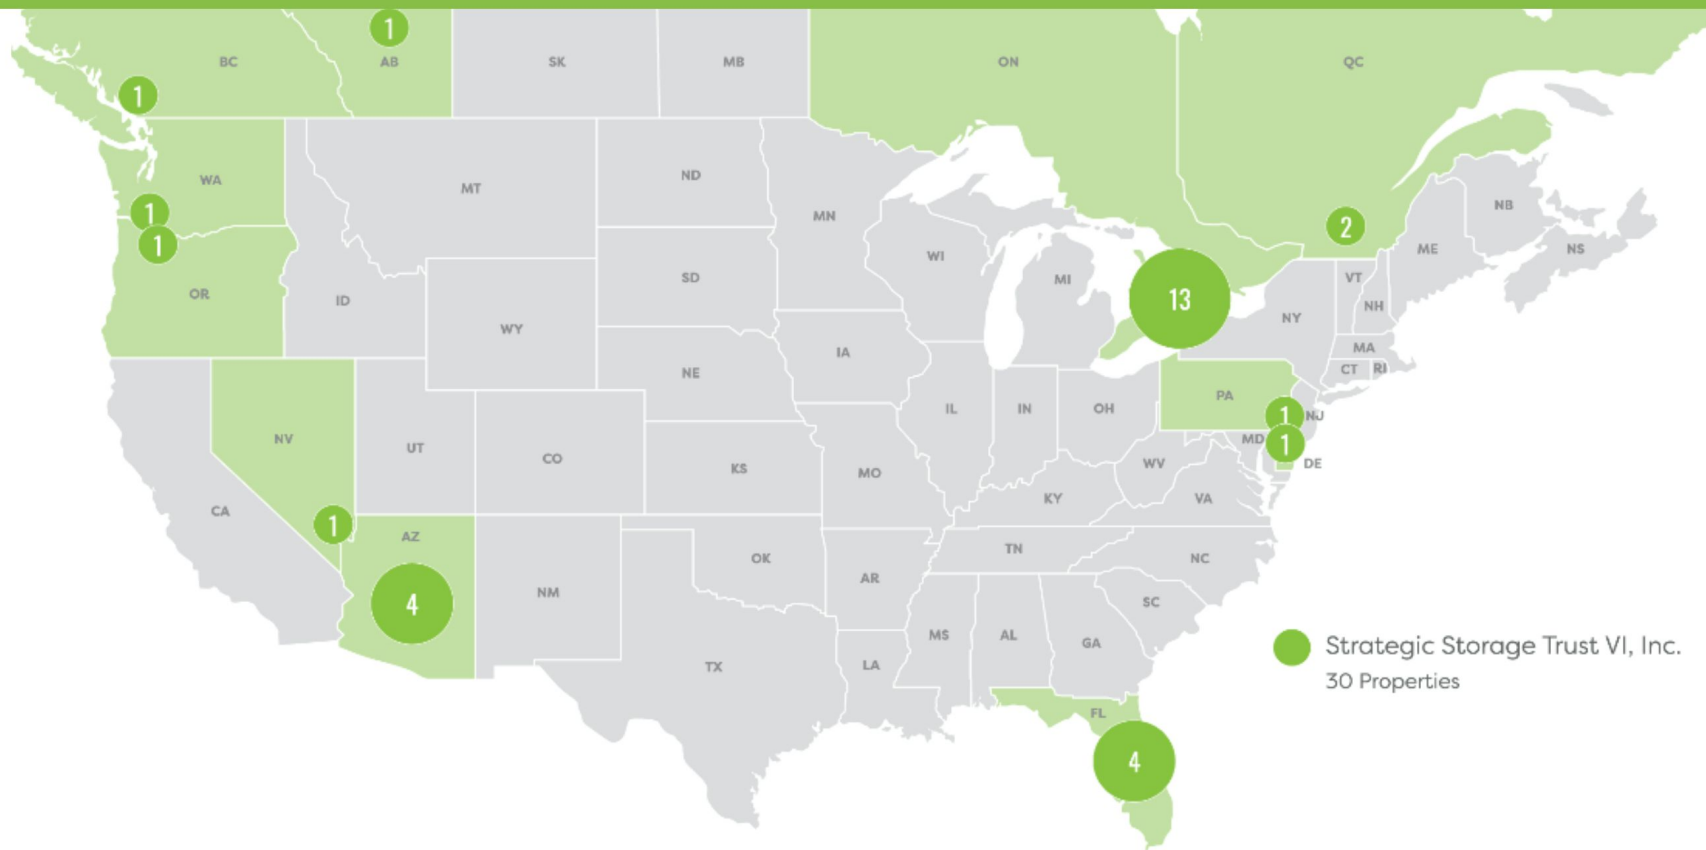 1
BC
AB
SK
MB
ON
QC
1
WA
MT
ND
MN
NB
1
2
1
WI
MI
ME
NS
OR
ID
SD
VT
13
NH
WY
NY
IA
MA
NE
CT
RI
PA
IL
IN
OH
1
NJ
NV
UT
CO
KS
MO
WV
MD
1
DE
CA
KY
VA
1
AZ
OK
TN
NC
4
NM
AR
SC
MS
AL
GA
TX
LA
Strategic Storage Trust VI, Inc.
30 Properties
FL
4